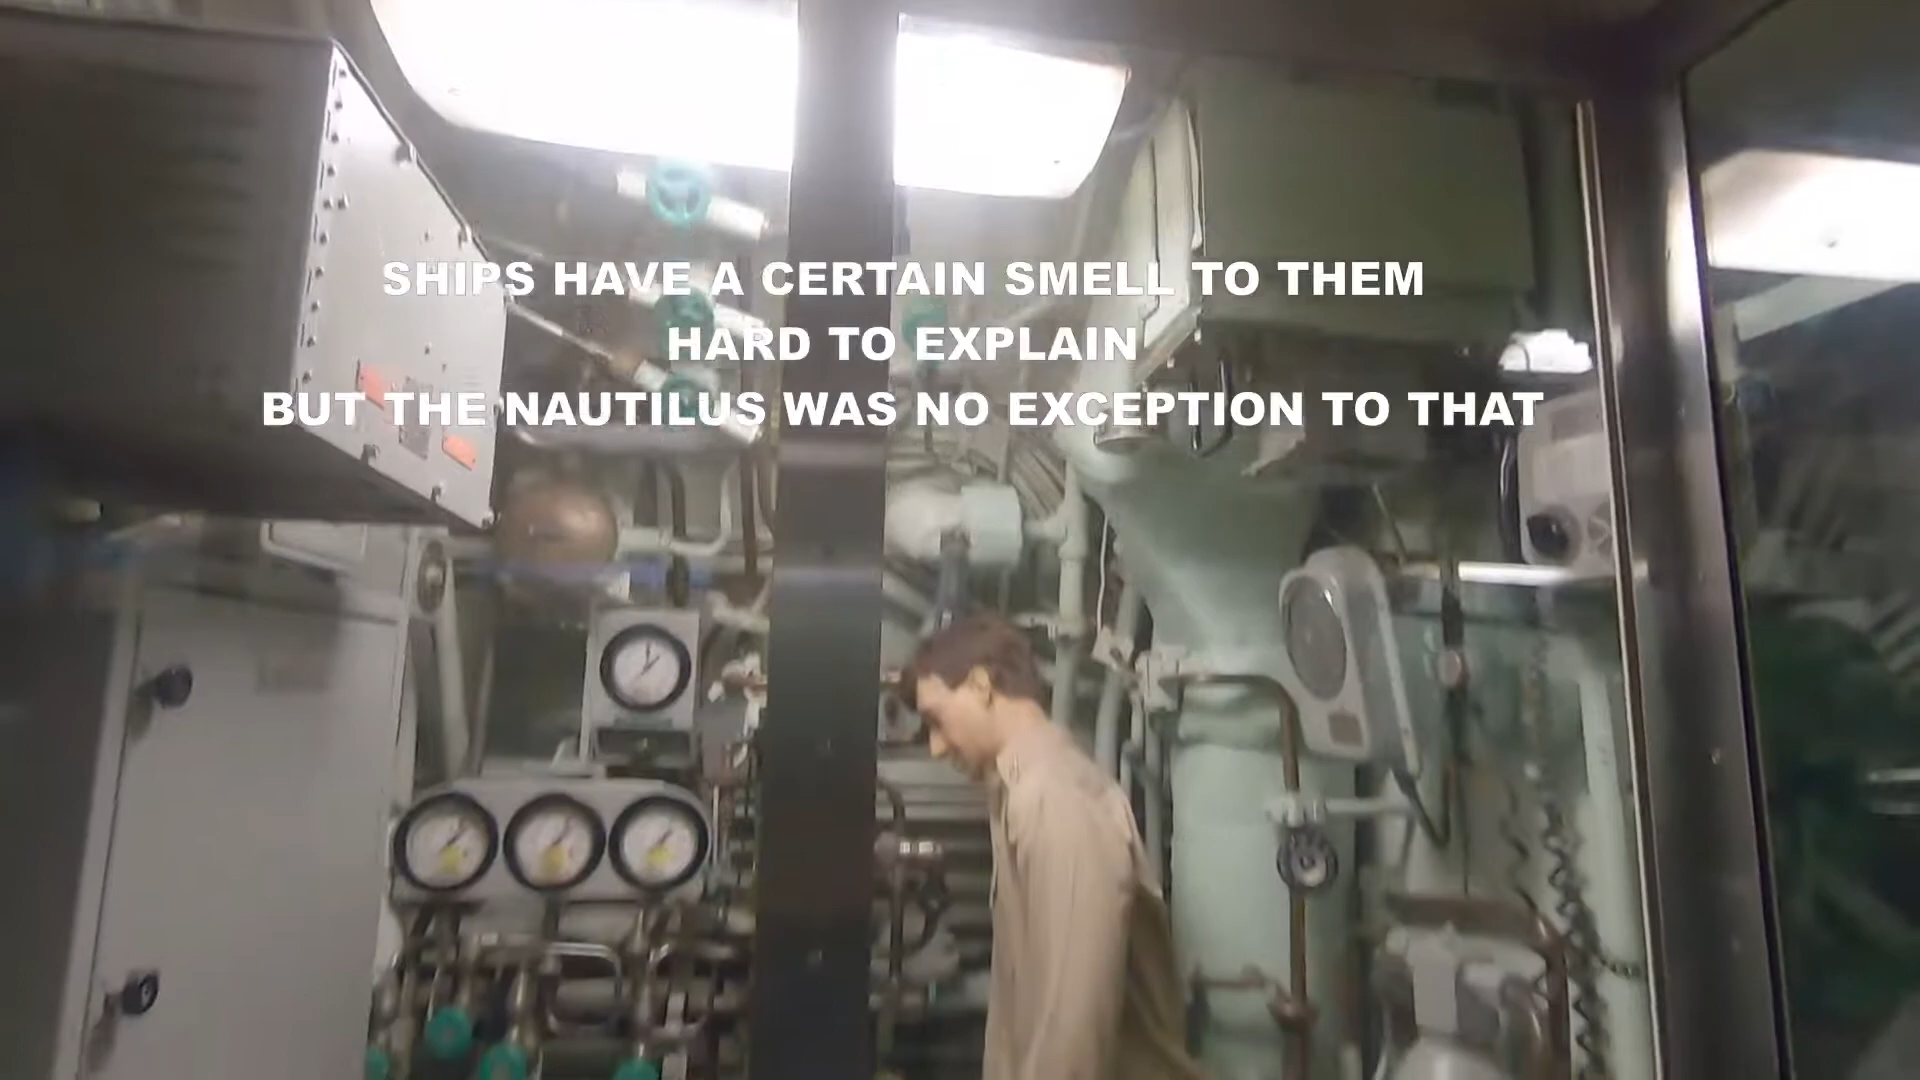 SHIPS HAVE A CERTAIN SMELL TO THEM
HARD TO EXPLAIN
BUT THE NAUTILUS WAS NO EXCEPTION TO THAT